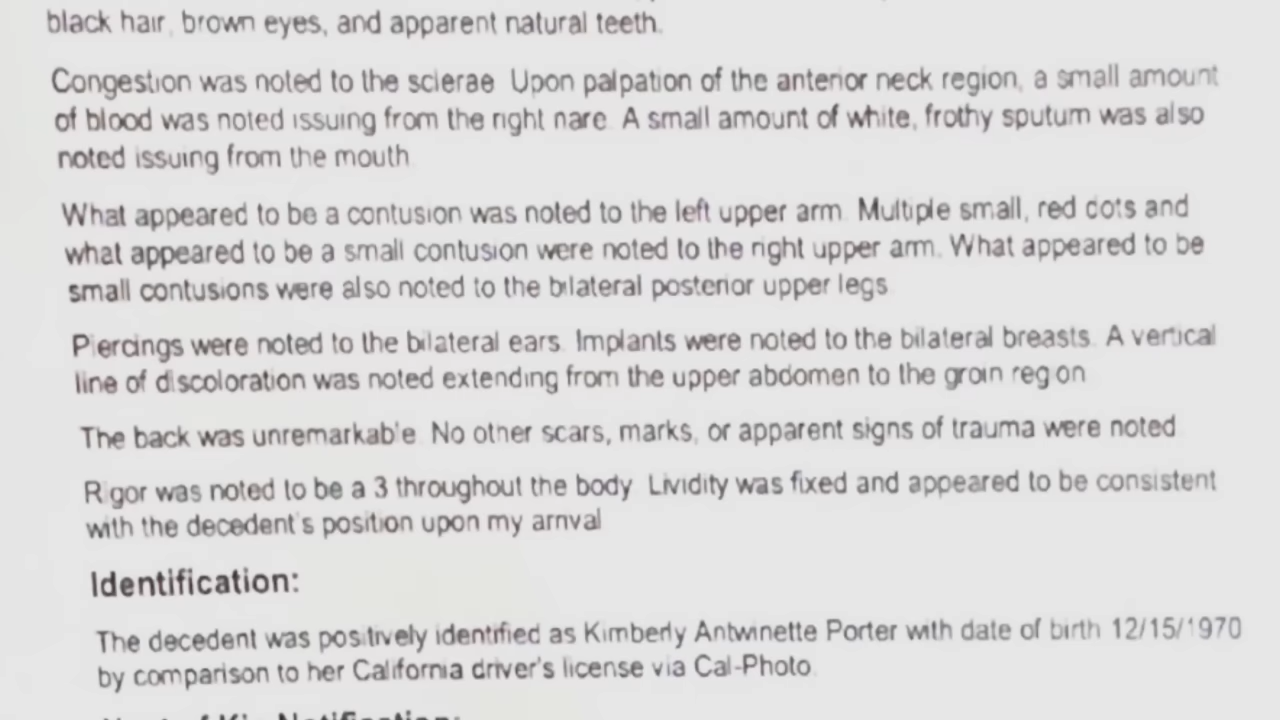 black hair, brown eyes, and apparent natural teeth.
Congestion was noted to the sclerae Upon palpation of the anterior neck region, a small amount
of blood was noted issuing from the right nare. A small amount of white, frothy sputum was also
noted issuing from the mouth
What appeared to be a contusion was noted to the left upper arm. Multiple small, red dots and
what appeared to be a small contusion were noted to the right upper arm. What appeared to be
small contusions were also noted to the bilateral posterior upper legs
Piercings were noted to the bilateral ears. Implants were noted to the bilateral breasts. A vertical
line of discoloration was noted extending from the upper abdomen to the groin region
The back was unremarkable. No other scars, marks, or apparent signs of trauma were noted
Rigor was noted to be a 3 throughout the body Lividity was fixed and appeared to be consistent
with the decedent's position upon my arrival
Identification:
The decedent was positively identified as Kimberly Antwinette Porter with date of birth 12/15/1970
by comparison to her California driver's license via Cal-Photo.
Next of Kin Notification: